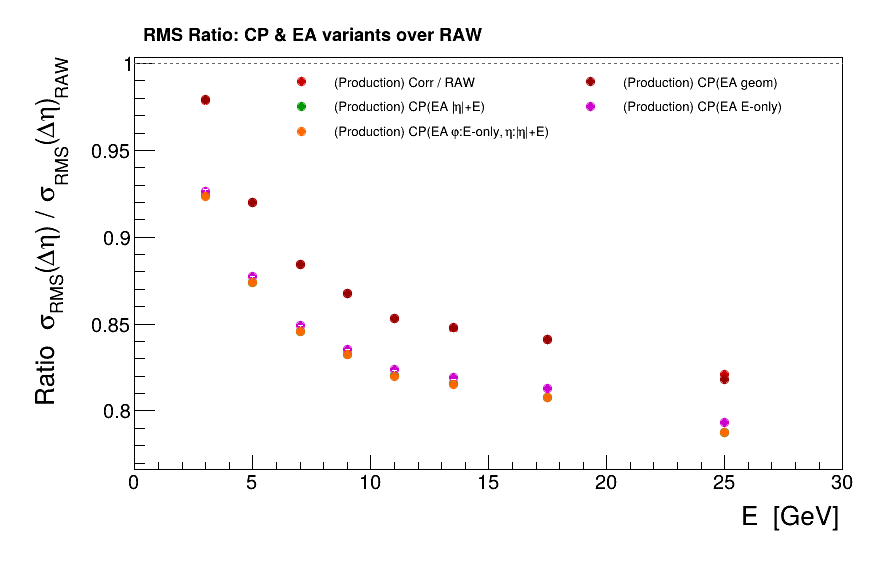 RMS Ratio: CP & EA variants over RAW
Ratio σRMS(Δη) / σRMS(Δη)RAW
1
0.95
0.9
0.85
0.8
(Production) Corr / RAW
(Production) CP(EA geom)
(Production) CP(EA |η|+E)
(Production) CP(EA E-only)
(Production) CP(EA φ:E-only, η:|η|+E)
0 5 10 15 20 25 30
E [GeV]